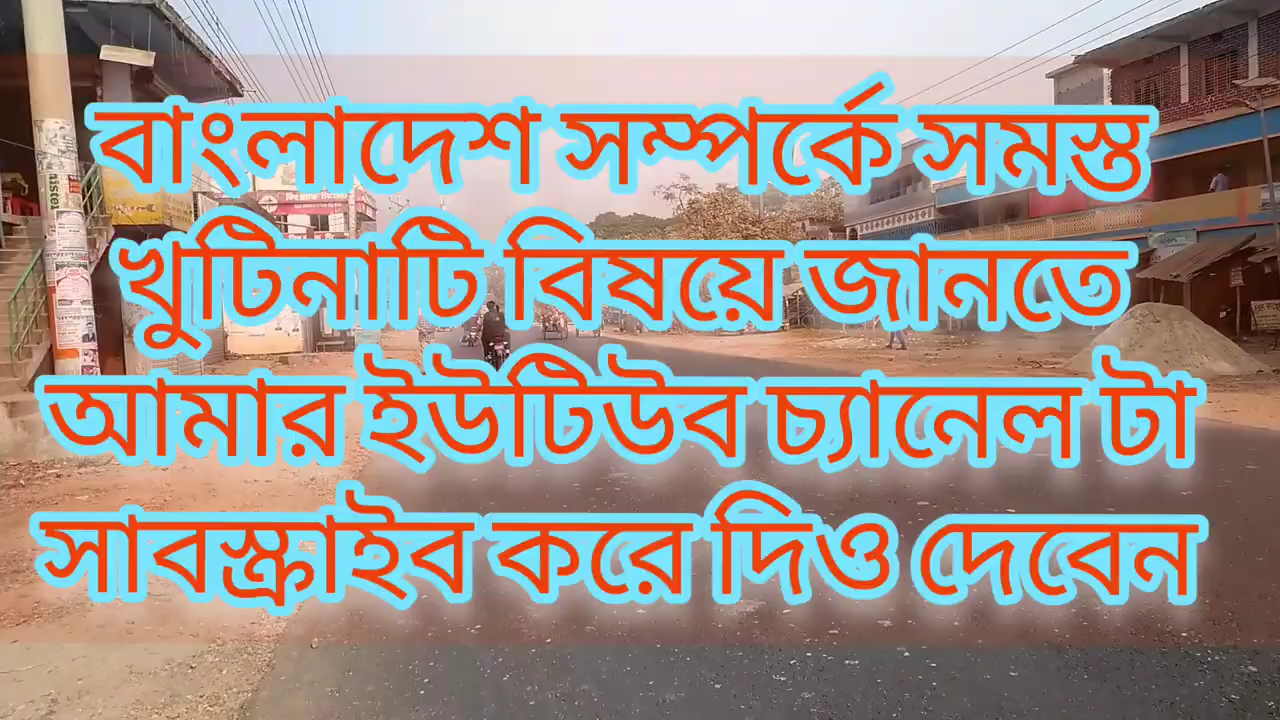 বাংলাদেশ সম্পর্কে সমস্ত
খুটিনাটি বিষয়ে জানতে
আমার ইউটিউব চ্যানেল টা
সাবস্ক্রাইব করে দিও দেবেন